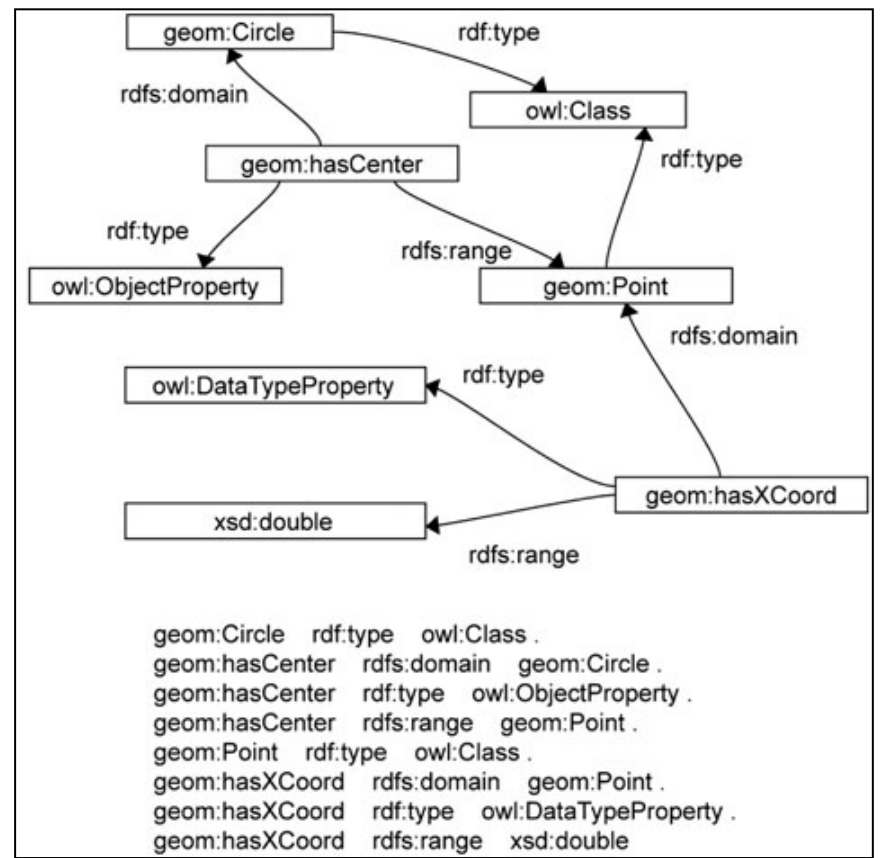 geom:Circle
rdf:type
rdfs:domain
owl:Class
geom:hasCenter
rdf:type
rdf:type
rdfs:range
owl:ObjectProperty
geom:Point
rdfs:domain
owl:DataTypeProperty
rdf:type
geom:hasXCoord
xsd:double
rdfs:range
geom:Circle rdf:type owl:Class .
geom:hasCenter rdfs:domain geom:Circle .
geom:hasCenter rdf:type owl:ObjectProperty .
geom:hasCenter rdfs:range geom:Point .
geom:Point rdf:type owl:Class .
geom:hasXCoord rdfs:domain geom:Point .
geom:hasXCoord rdf:type owl:DataTypeProperty .
geom:hasXCoord rdfs:range xsd:double